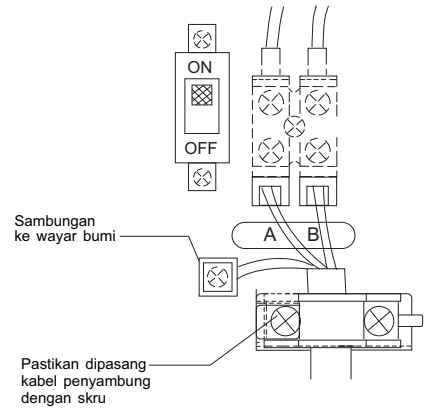 ON
OFF
A B
Sambungan
ke wayar bumi
Pastikan dipasang
kabel penyambung
dengan skru